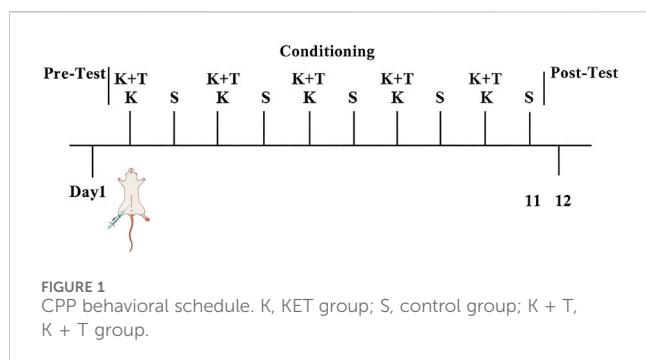 Conditioning
Pre-Test K+T K+T K+T K+T K+T Post-Test
K S K S K S K S K S
Day1 11 12
FIGURE 1
CPP behavioral schedule. K, KET group; S, control group; K + T,
K + T group.